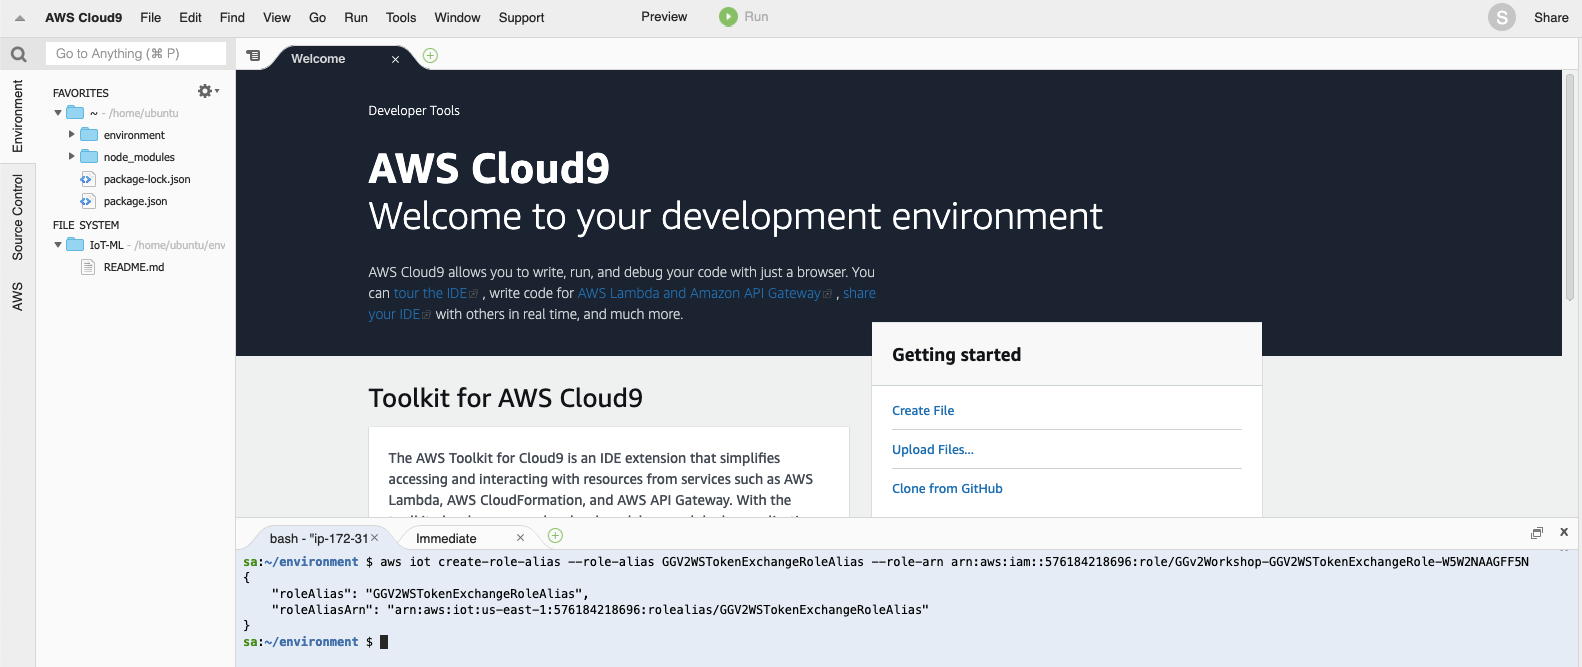 AWS Cloud9 File Edit Find View Go Run Tools Window Support Preview Run S Share
Go to Anything (⌘ P)
Welcome
Environment
Source Control
AWS
FAVORITES
~ - /home/ubuntu
environment
node_modules
package-lock.json
package.json
FILE SYSTEM
IoT-ML - /home/ubuntu/env
README.md
Developer Tools
AWS Cloud9
Welcome to your development environment
AWS Cloud9 allows you to write, run, and debug your code with just a browser. You
can tour the IDE , write code for AWS Lambda and Amazon API Gateway , share
your IDE with others in real time, and much more.
Getting started
Create File
Upload Files...
Clone from GitHub
Toolkit for AWS Cloud9
The AWS Toolkit for Cloud9 is an IDE extension that simplifies
accessing and interacting with resources from services such as AWS
Lambda, AWS CloudFormation, and AWS API Gateway. With the
bash - "ip-172-31 Immediate
sa:~/environment $ aws iot create-role-alias --role-alias GGV2WSTokenExchangeRoleAlias --role-arn arn:aws:iam::576184218696:role/GGv2Workshop-GGV2WSTokenExchangeRole-W5W2NAAGFF5N
{
    "roleAlias": "GGV2WSTokenExchangeRoleAlias",
    "roleAliasArn": "arn:aws:iot:us-east-1:576184218696:rolealias/GGV2WSTokenExchangeRoleAlias"
}
sa:~/environment $